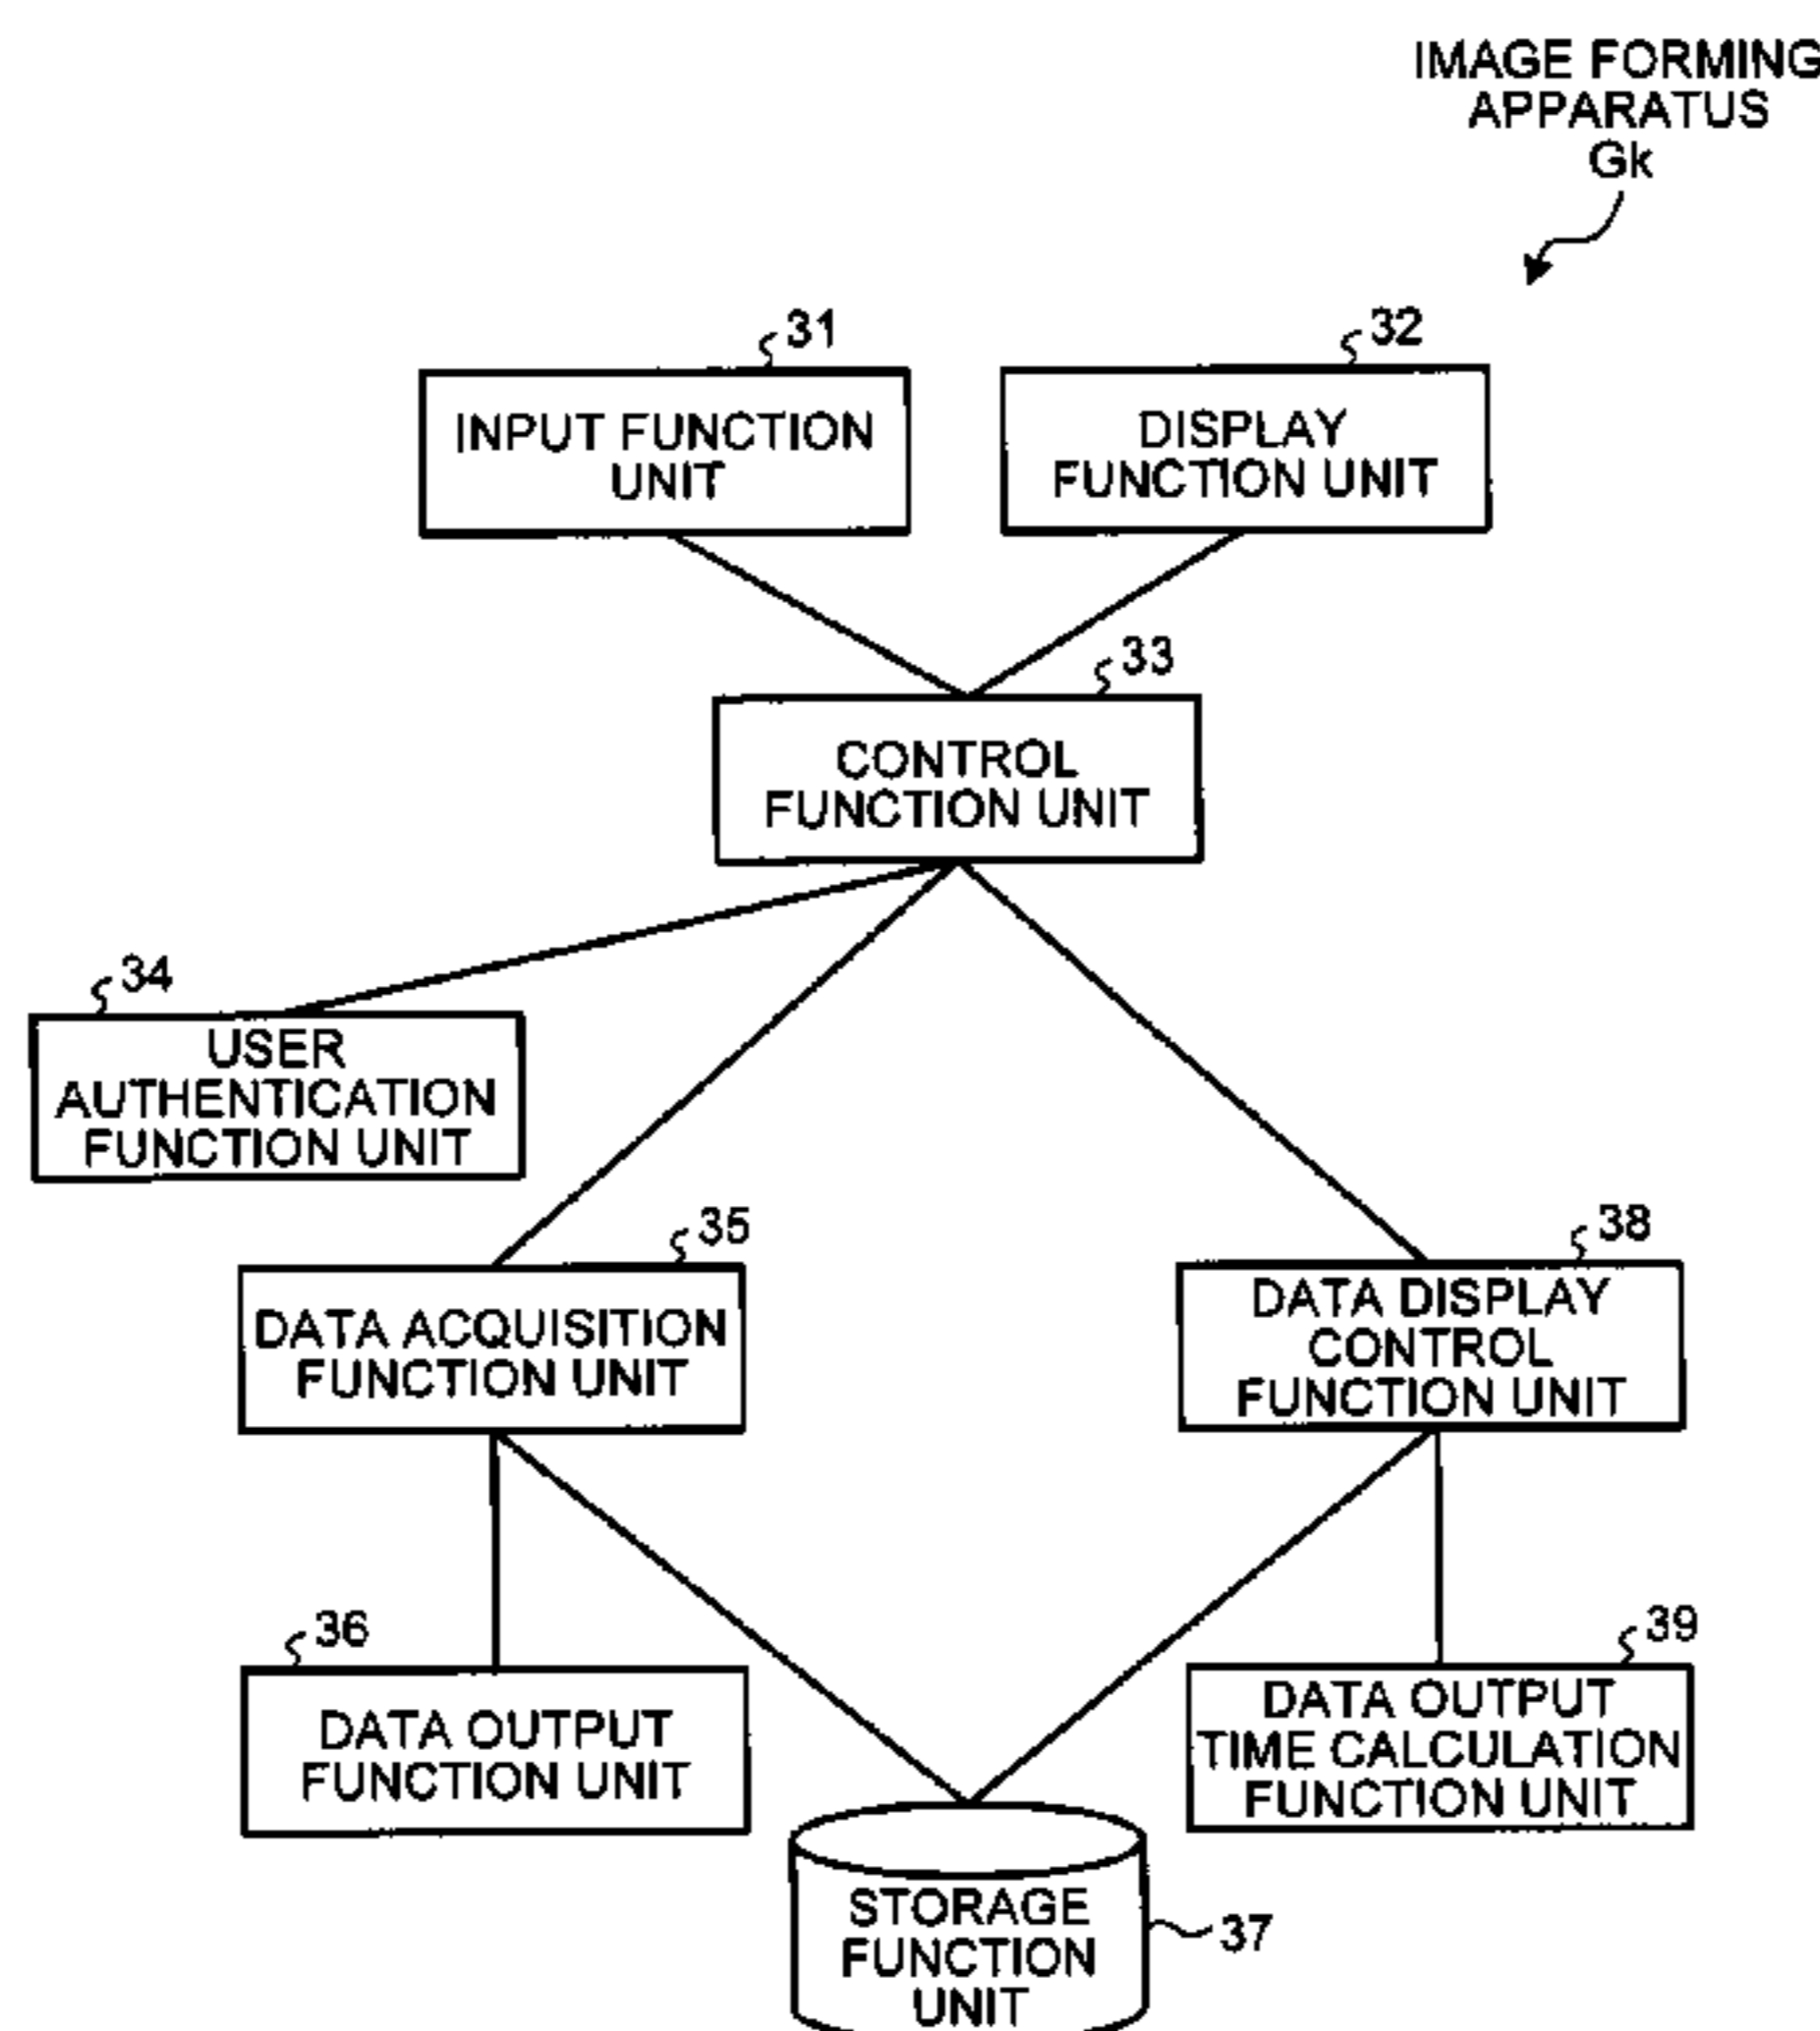 IMAGE FORMING
APPARATUS
Gk
31
32
INPUT FUNCTION
UNIT
DISPLAY
FUNCTION UNIT
33
CONTROL
FUNCTION UNIT
34
USER
AUTHENTICATION
FUNCTION UNIT
35
38
DATA ACQUISITION
FUNCTION UNIT
DATA DISPLAY
CONTROL
FUNCTION UNIT
36
39
DATA OUTPUT
FUNCTION UNIT
DATA OUTPUT
TIME CALCULATION
FUNCTION UNIT
STORAGE
FUNCTION
UNIT
37